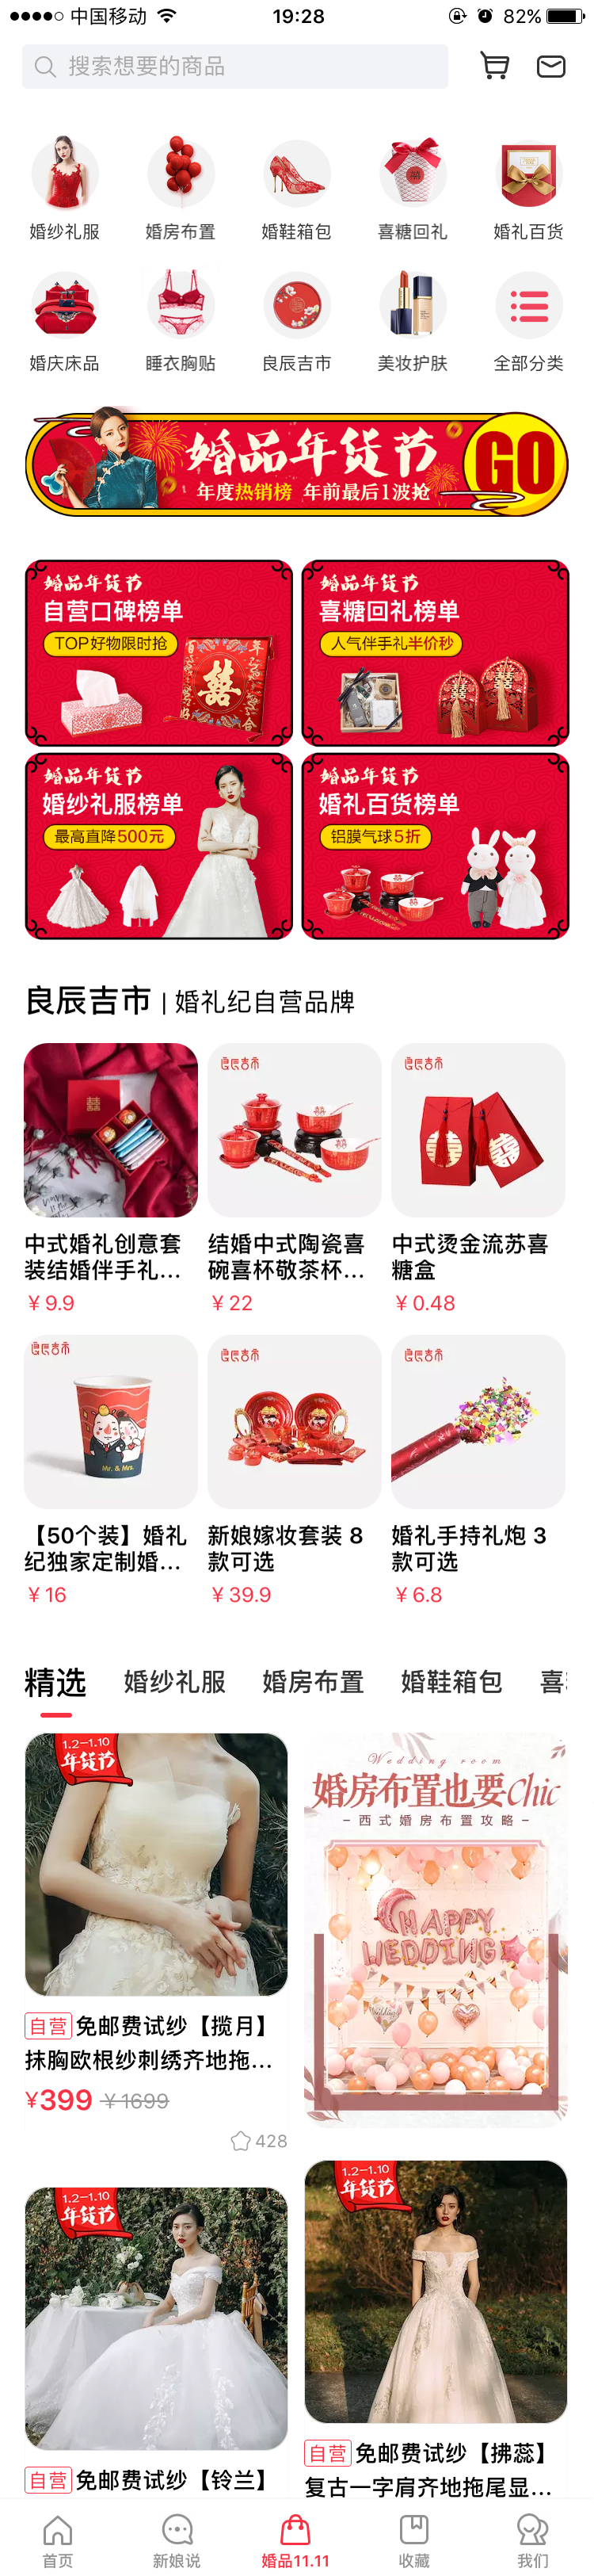 中国移动
19:28
82%
搜索想要的商品
婚纱礼服
婚房布置
婚鞋箱包
喜糖回礼
婚礼百货
婚庆床品
睡衣胸贴
良辰吉市
美妆护肤
全部分类
婚品年货节
GO
年度热销榜 年前最后1波抢
婚品年货节
自营口碑榜单
TOP好物限时抢
婚品年货节
喜糖回礼榜单
人气伴手礼半价秒
婚品年货节
婚纱礼服榜单
最高直降500元
婚品年货节
婚礼百货榜单
铝膜气球5折
良辰吉市 | 婚礼纪自营品牌
良辰吉市
良辰吉市
中式婚礼创意套
装结婚伴手礼...
¥ 9.9
结婚中式陶瓷喜
碗喜杯敬茶杯...
¥ 22
中式烫金流苏喜
糖盒
¥ 0.48
良辰吉市
Mr. & Mrs.
良辰吉市
良辰吉市
【50个装】婚礼
纪独家定制婚...
¥ 16
新娘嫁妆套装 8
款可选
¥ 39.9
婚礼手持礼炮 3
款可选
¥ 6.8
精选
婚纱礼服
婚房布置
婚鞋箱包
1.2-1.10
年货节
自营 免邮费试纱【揽月】
抹胸欧根纱刺绣齐地拖...
¥399 ¥1699
428
Wedding room
婚房布置也要Chic
- 西式婚房布置攻略 -
HAPPY
WEDDING
1.2-1.10
年货节
自营 免邮费试纱【铃兰】
1.2-1.10
年货节
自营 免邮费试纱【拂蕊】
复古一字肩齐地拖尾显...
首页
新娘说
婚品11.11
收藏
我们